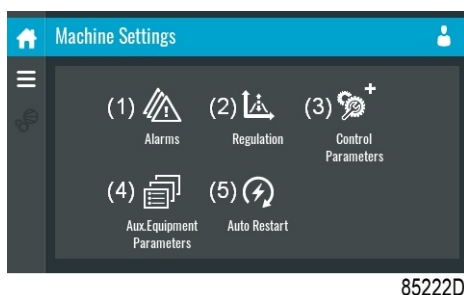 Machine Settings
(1) (2) (3)
Alarms Regulation Control
Parameters
(4) (5)
Aux.Equipment Auto Restart
Parameters
85222D